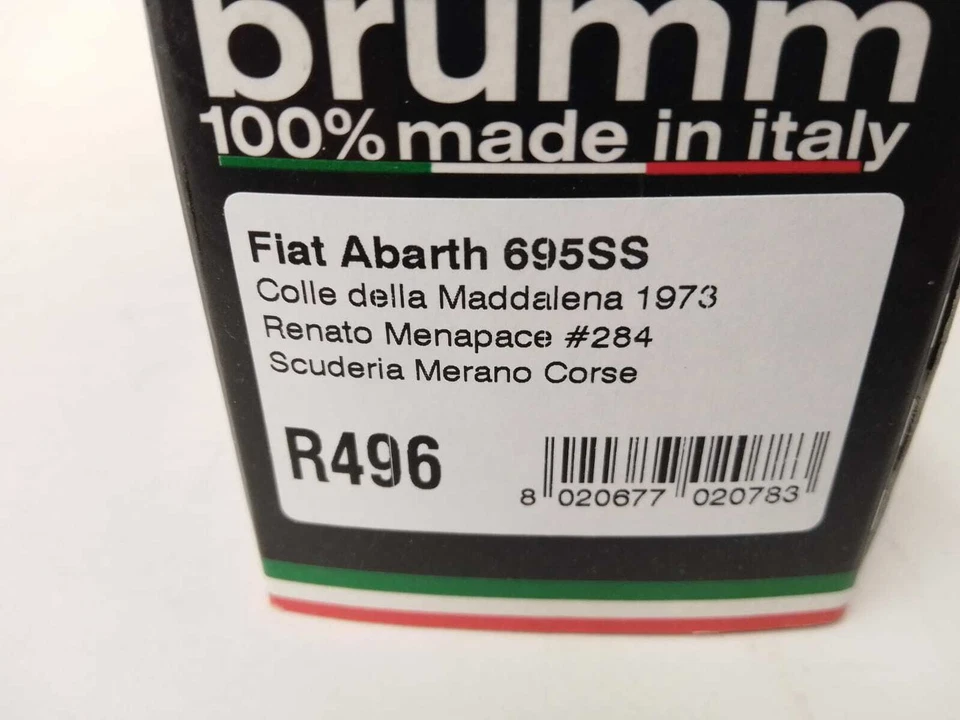 brumm
100% made in italy
Fiat Abarth 695SS
Colle della Maddalena 1973
Renato Menapace #284
Scuderia Merano Corse
R496
8 020677 020783